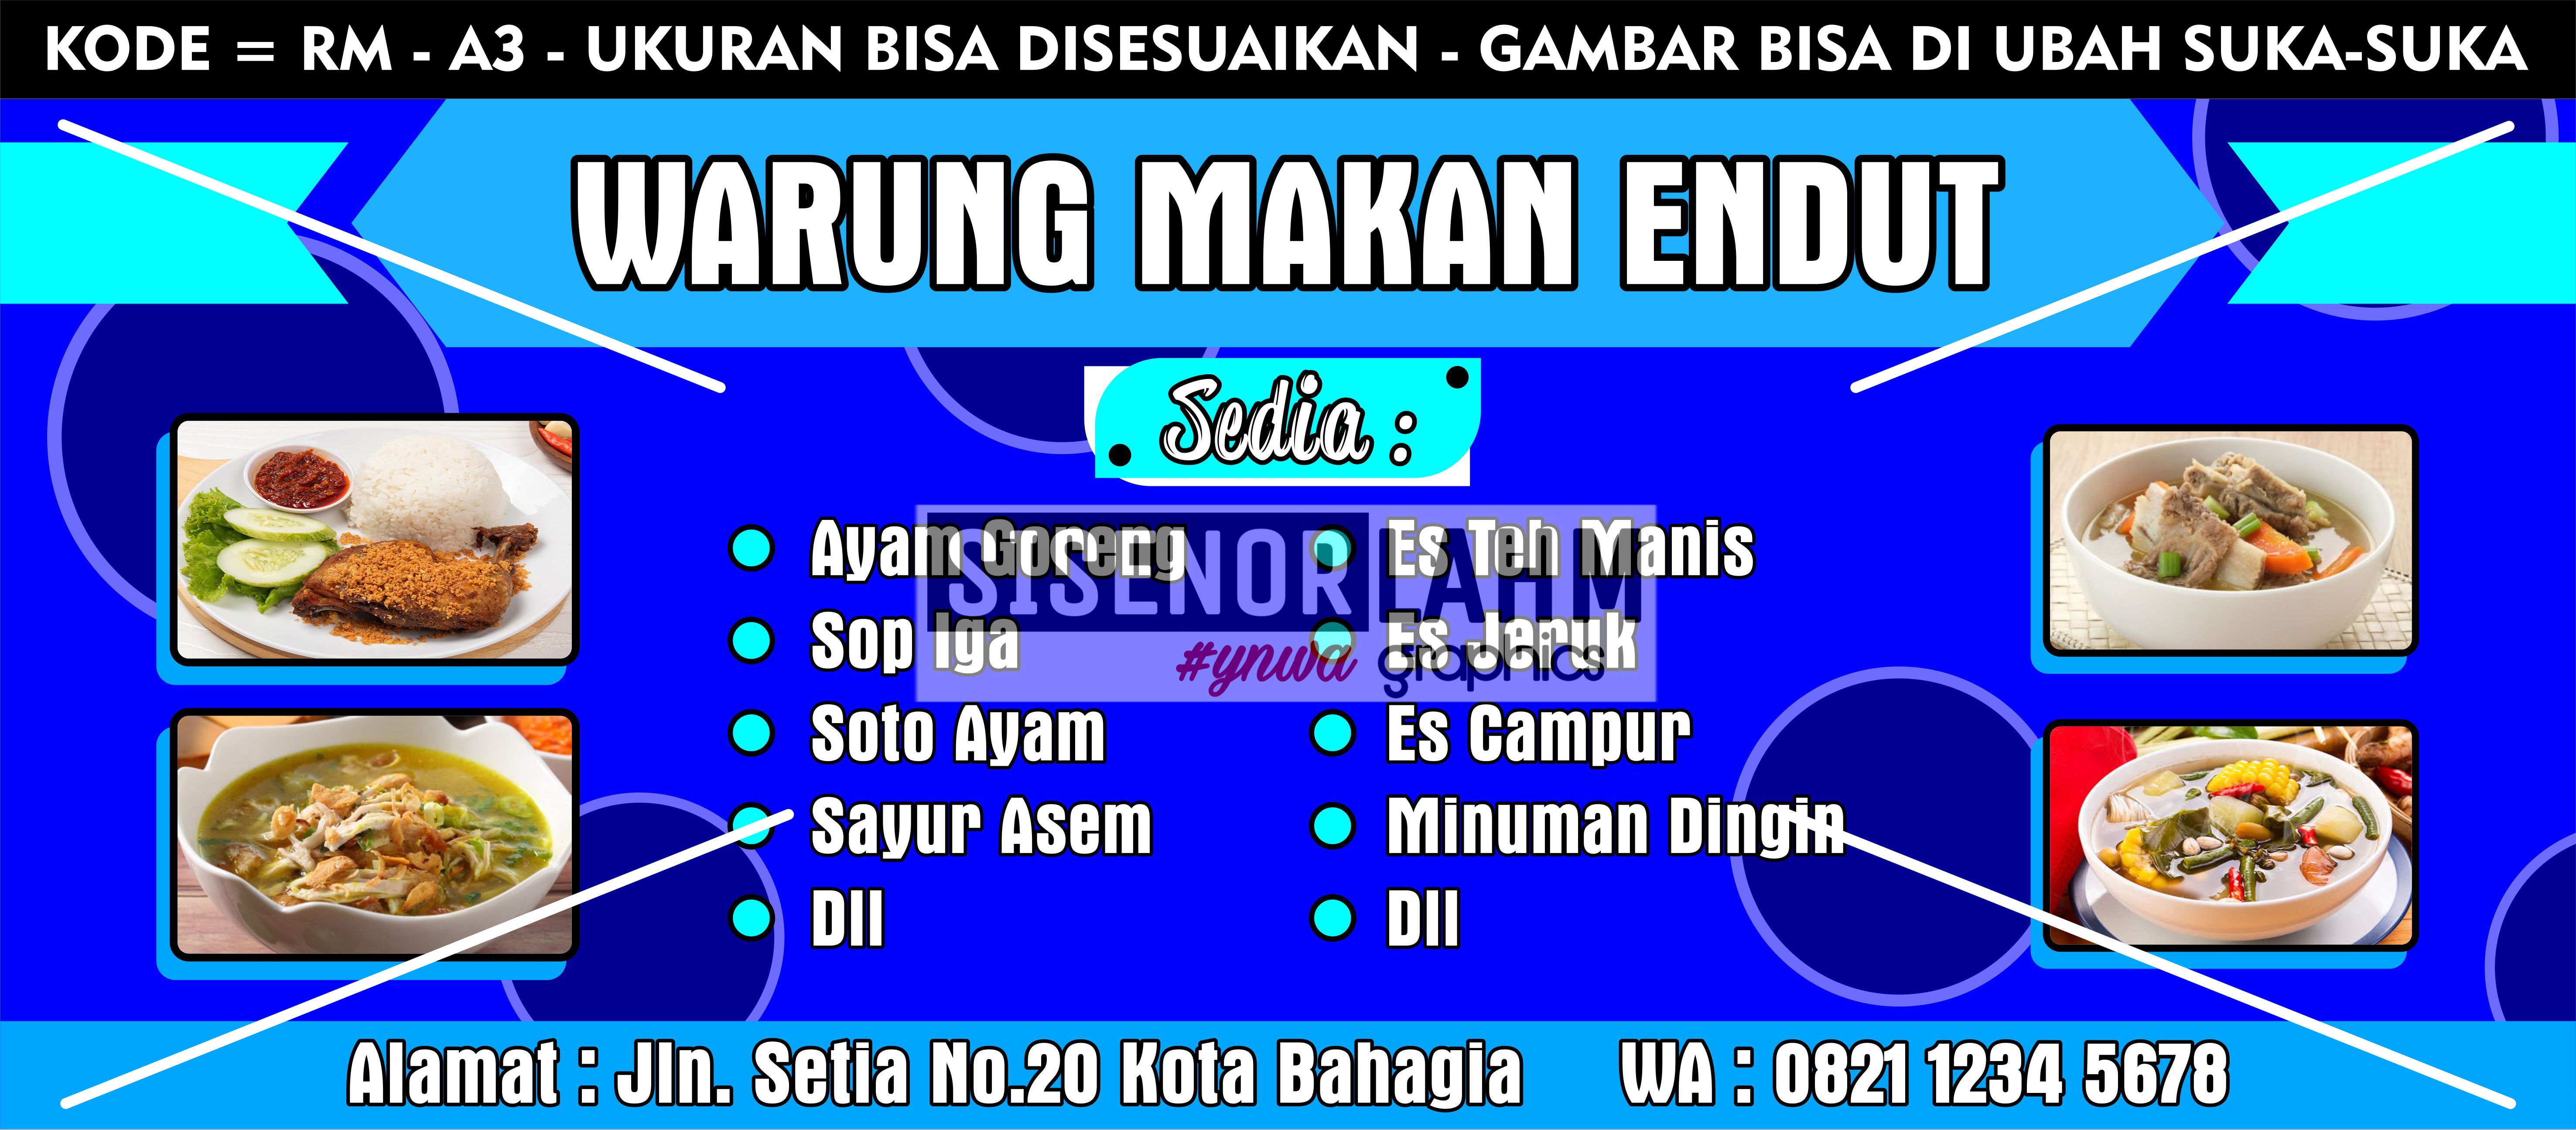 KODE = RM - A3 - UKURAN BISA DISESUAIKAN - GAMBAR BISA DI UBAH SUKA-SUKA
WARUNG MAKAN ENDUT
Sedia :
Ayam Goreng
Sop Iga
Soto Ayam
Sayur Asem
Dll
Es Teh Manis
Es Jeruk
Es Campur
Minuman Dingin
Dll
SISENOR LAHM
#ynwa graphics
Alamat : Jln. Setia No.20 Kota Bahagia WA : 0821 1234 5678